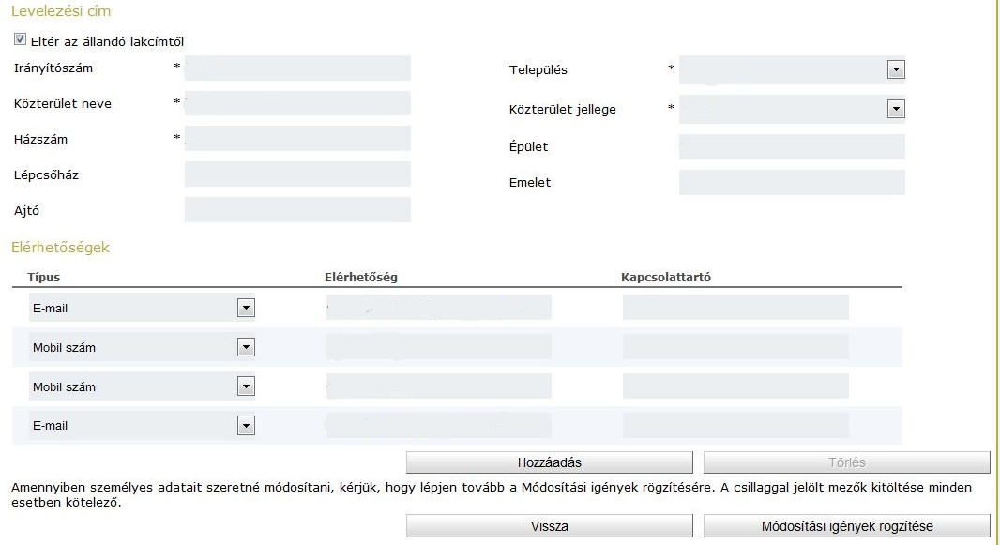 Levelezési cím
Eltér az állandó lakcímtől
Irányítószám *
Település *
Közterület neve *
Közterület jellege *
Házszám *
Épület
Lépcsőház
Emelet
Ajtó
Elérhetőségek
Típus Elérhetőség Kapcsolattartó
E-mail
Mobil szám
Mobil szám
E-mail
Hozzáadás Törlés
Amennyiben személyes adatait szeretné módosítani, kérjük, hogy lépjen tovább a Módosítási igények rögzítésére. A csillaggal jelölt mezők kitöltése minden
esetben kötelező.
Vissza Módosítási igények rögzítése